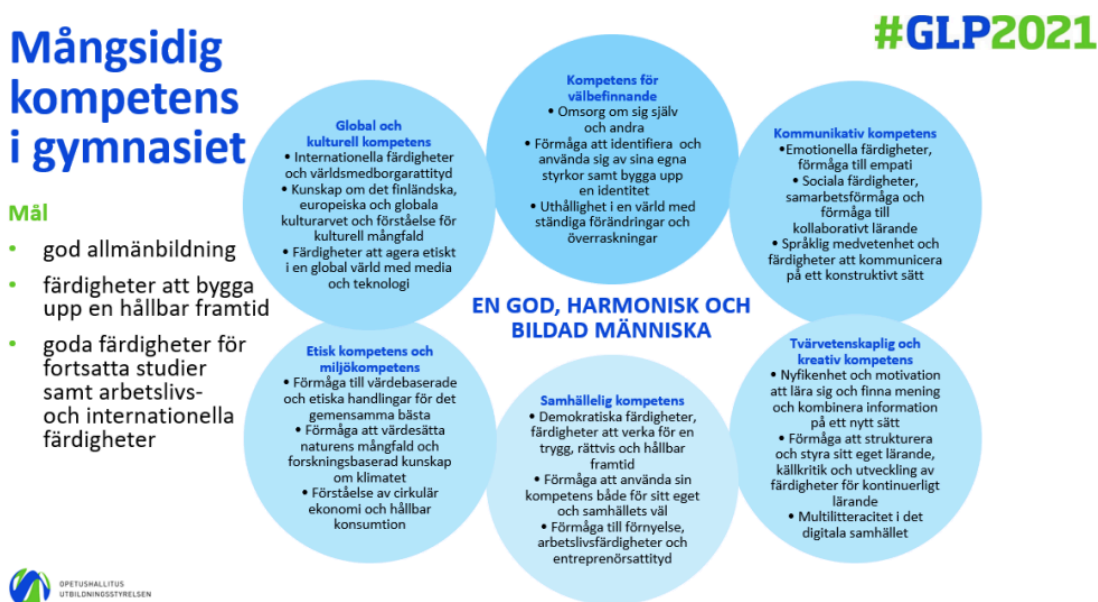 Mångsidig
kompetens
i gymnasiet
#GLP2021
Mål
• god allmänbildning
• färdigheter att bygga
upp en hållbar framtid
• goda färdigheter för
fortsatta studier
samt arbetslivs-
och internationella
färdigheter
Global och
kulturell kompetens
• Internationella färdigheter
och världsmedborgarattityd
• Kunskap om det finländska,
europeiska och globala
kulturarvet och förståelse för
kulturell mångfald
• Färdigheter att agera etiskt
i en global värld med media
och teknologi
Kompetens för
välbefinnande
• Omsorg om sig själv
och andra
• Förmåga att identifiera och
använda sig av sina egna
styrkor samt bygga upp
en identitet
• Uthållighet i en värld med
ständiga förändringar och
överraskningar
Kommunikativ kompetens
•Emotionella färdigheter,
förmåga till empati
• Sociala färdigheter,
samarbetsförmåga och
förmåga till
kollaborativt lärande
• Språklig medvetenhet och
färdigheter att kommunicera
på ett konstruktivt sätt
EN GOD, HARMONISK OCH
BILDAD MÄNNISKA
Etisk kompetens och
miljökompetens
• Förmåga till värdebaserade
och etiska handlingar för det
gemensamma bästa
• Förmåga att värdesätta
naturens mångfald och
forskningsbaserad kunskap
om klimatet
• Förståelse av cirkulär
ekonomi och hållbar
konsumtion
Samhällelig kompetens
• Demokratiska färdigheter,
färdigheter att verka för en
trygg, rättvis och hållbar
framtid
• Förmåga att använda sin
kompetens både för sitt eget
och samhällets väl
• Förmåga till förnyelse,
arbetslivsfärdigheter och
entreprenörsattityd
Tvärvetenskaplig och
kreativ kompetens
• Nyfikenhet och motivation
att lära sig och finna mening
och kombinera information
på ett nytt sätt
• Förmåga att strukturera
och styra sitt eget lärande,
källkritik och utveckling av
färdigheter för kontinuerligt
lärande
• Multilitteracitet i det
digitala samhället
OPETUSHALLITUS
UTBILDNINGSSTYRELSEN